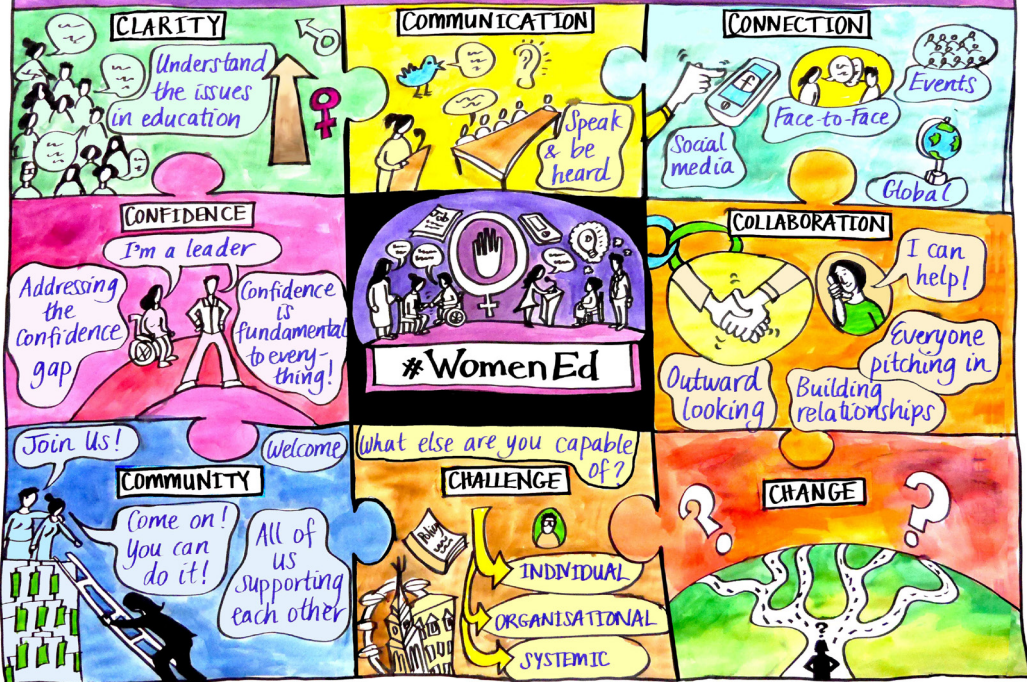 CLARITY
Understand
the issues
in education
COMMUNICATION
Speak
& be
heard
CONNECTION
f
Social
media
Face-to-Face
Events
Global
CONFIDENCE
I'm a leader
Addressing
the
confidence
gap
Confidence
is
fundamental
to every-
thing!
Job
#WomenEd
COLLABORATION
I can
help!
Everyone
pitching in
Outward
looking
Building
relationships
COMMUNITY
Join Us!
Welcome
Come on!
You can
do it!
All of
us
supporting
each other
What else are you capable
of?
CHALLENGE
Policy
INDIVIDUAL
ORGANISATIONAL
SYSTEMIC
CHANGE
? ?
?